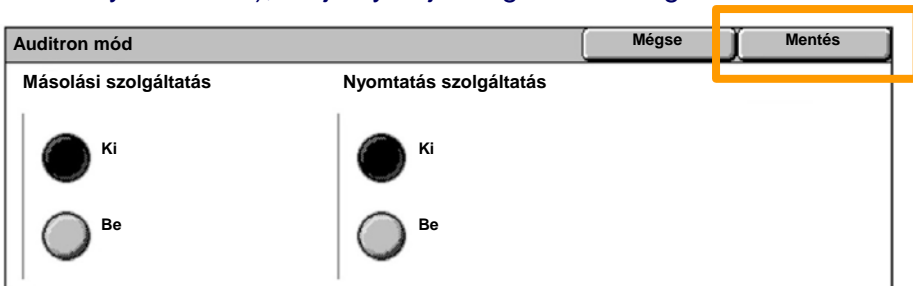 Auditron mód Mégse Mentés
Másolási szolgáltatás Nyomtatás szolgáltatás
Ki Ki
Be Be